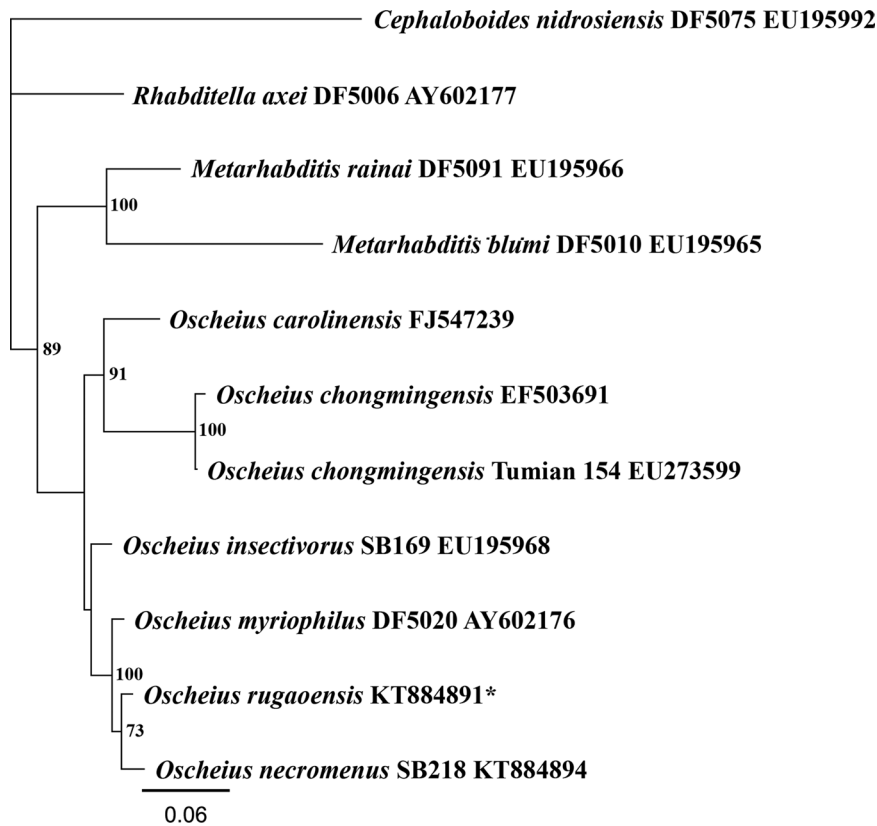 Cephaloboides nidrosiensis DF5075 EU195992
Rhabditella axei DF5006 AY602177
Metarhabditis rainai DF5091 EU195966
100
Metarhabditis blumi DF5010 EU195965
Oscheius carolinensis FJ547239
89
91
Oscheius chongmingensis EF503691
100
Oscheius chongmingensis Tumian 154 EU273599
Oscheius insectivorus SB169 EU195968
Oscheius myriophilus DF5020 AY602176
100
Oscheius rugaoensis KT884891*
73
Oscheius necromenus SB218 KT884894
0.06